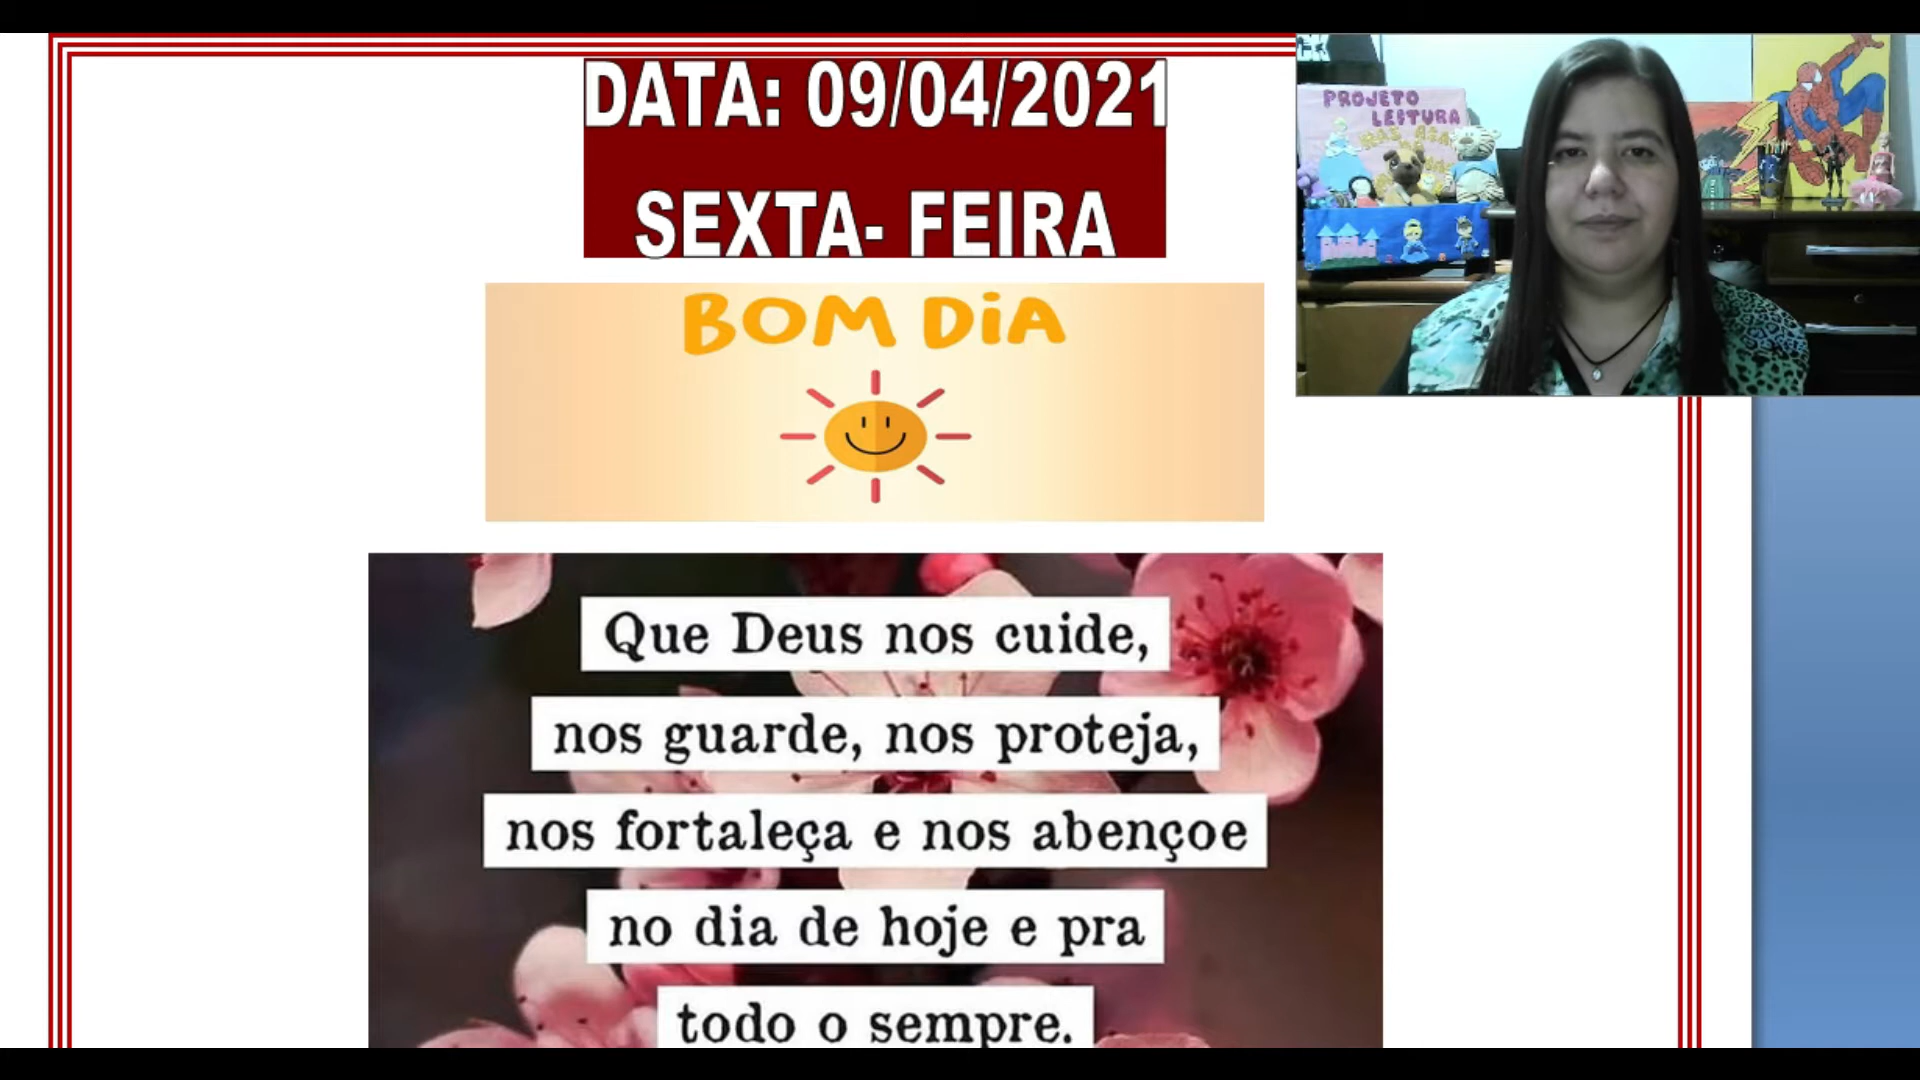 DATA: 09/04/2021
SEXTA- FEIRA
BOM DiA
Que Deus nos cuide,
nos guarde, nos proteja,
nos fortaleça e nos abençoe
no dia de hoje e pra
todo o sempre.
PROJETO
LEITURA